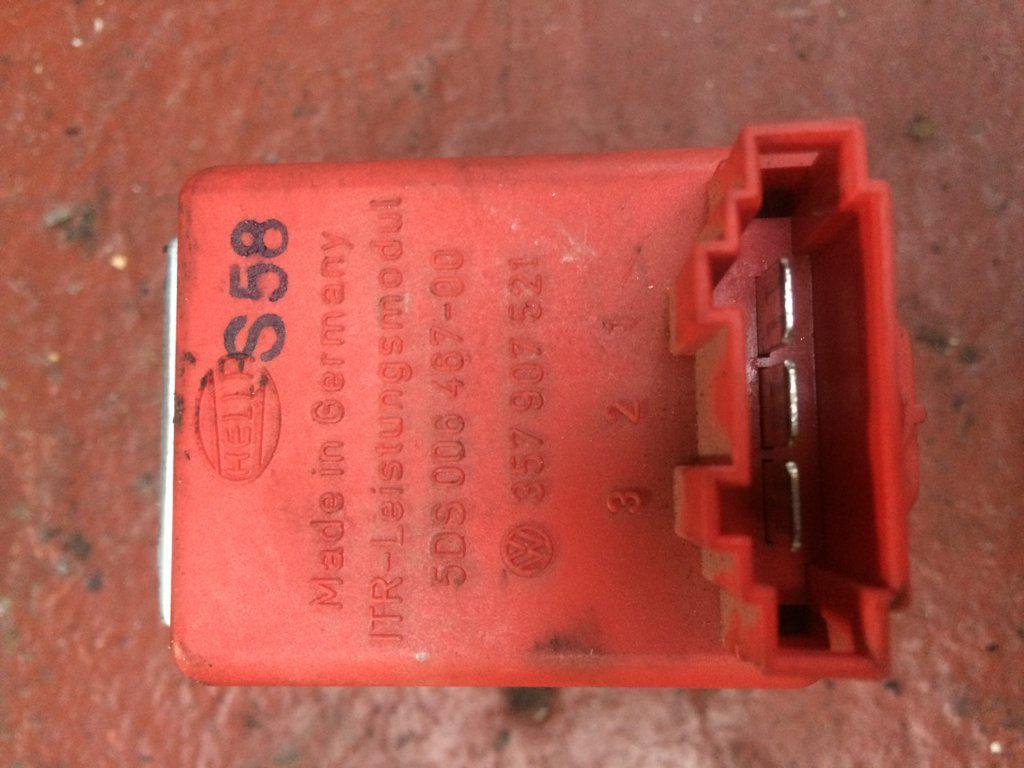 S58
HELLA
Made in Germany
ITR-Leistungsmodul
5DS 006 467-00
357 907 521
1
2
3